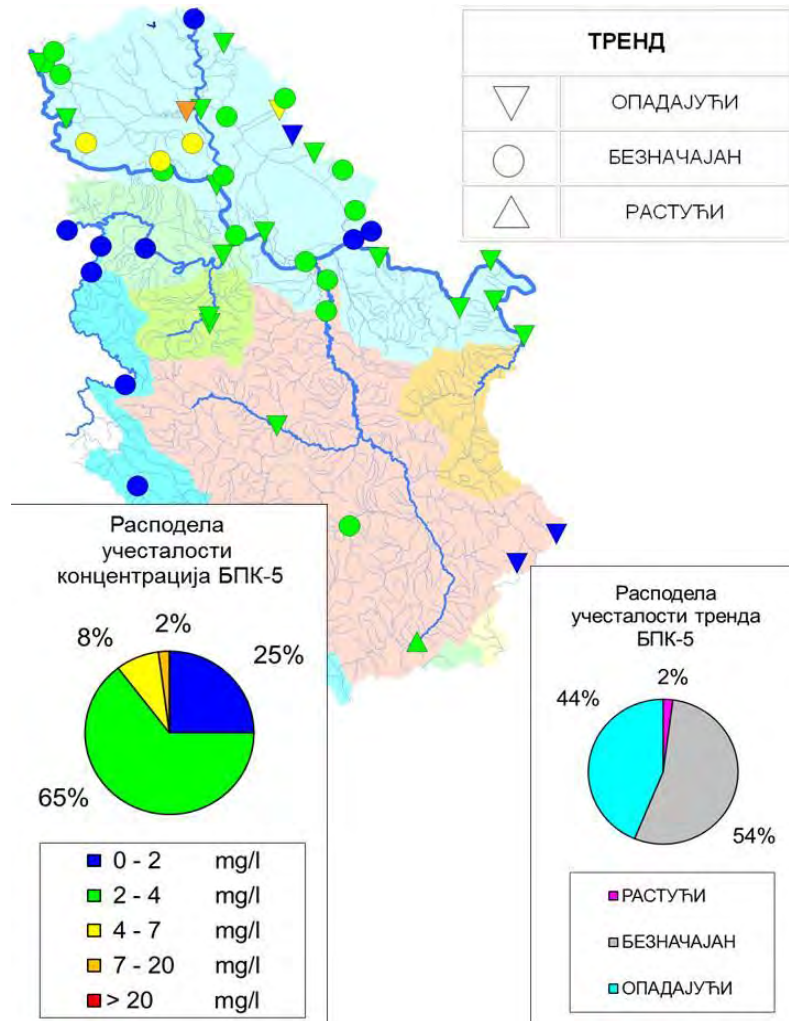 ТРЕНД
ОПАДАЈУЋИ
БЕЗНАЧАЈАН
РАСТУЋИ
Расподела
учесталости
концентрација БПК-5
8%
2%
25%
65%
0 - 2 mg/l
2 - 4 mg/l
4 - 7 mg/l
7 - 20 mg/l
> 20 mg/l
Расподела
учесталости тренда
БПК-5
2%
44%
54%
РАСТУЋИ
БЕЗНАЧАЈАН
ОПАДАЈУЋИ